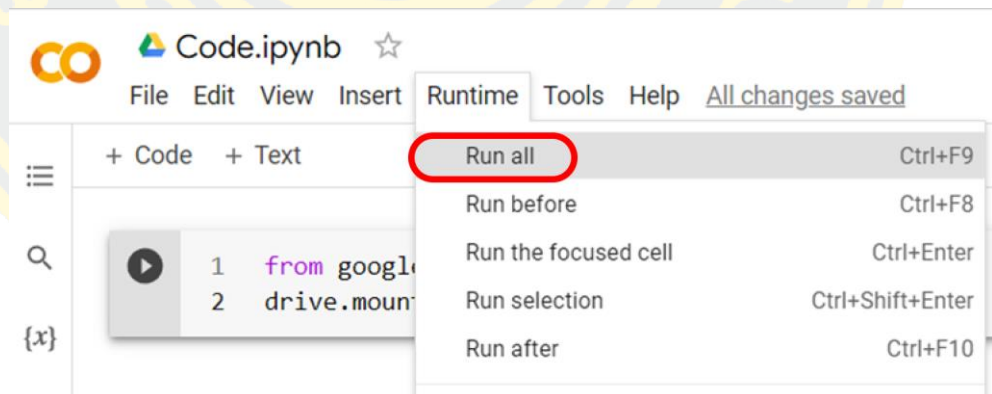 Code.ipynb
File Edit View Insert Runtime Tools Help All changes saved
+ Code + Text
Run all Ctrl+F9
Run before Ctrl+F8
Run the focused cell Ctrl+Enter
Run selection Ctrl+Shift+Enter
Run after Ctrl+F10
1 from googl
2 drive.moun
{x}